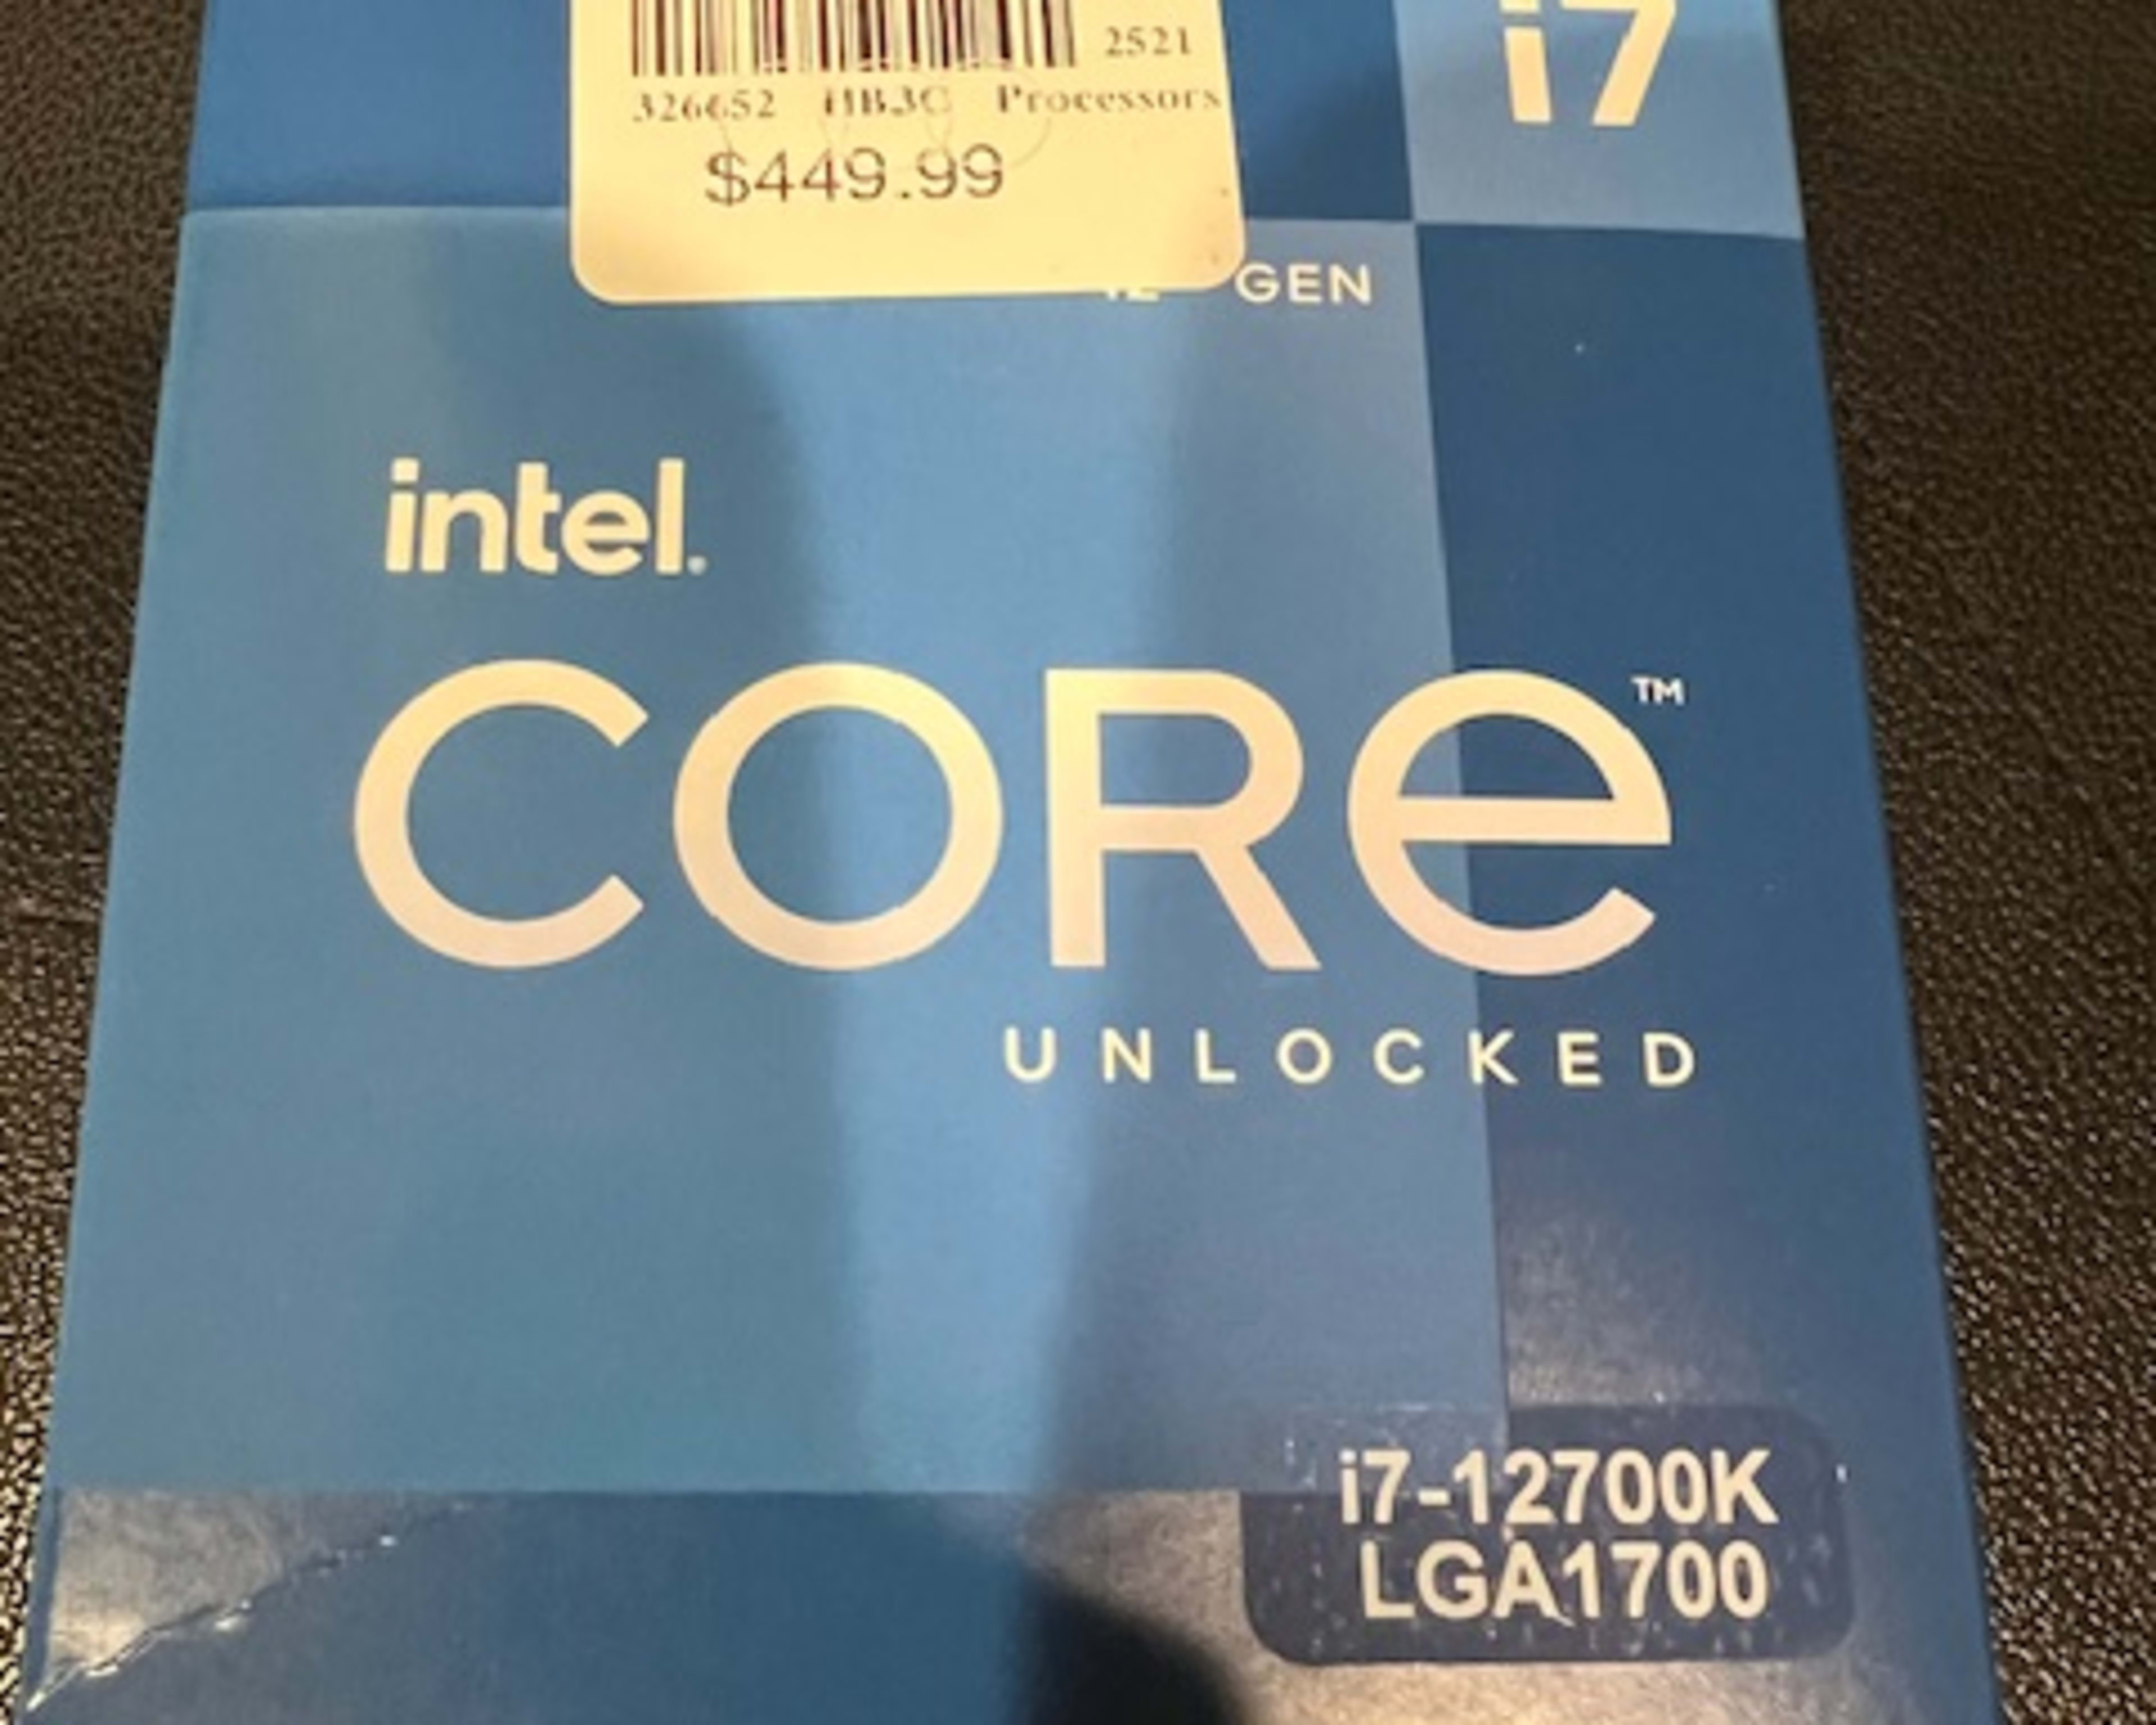 i7
2521
326652 HB3C Processors
$449.99
GEN
intel.
CORe™
UNLOCKED
i7-12700K
LGA1700